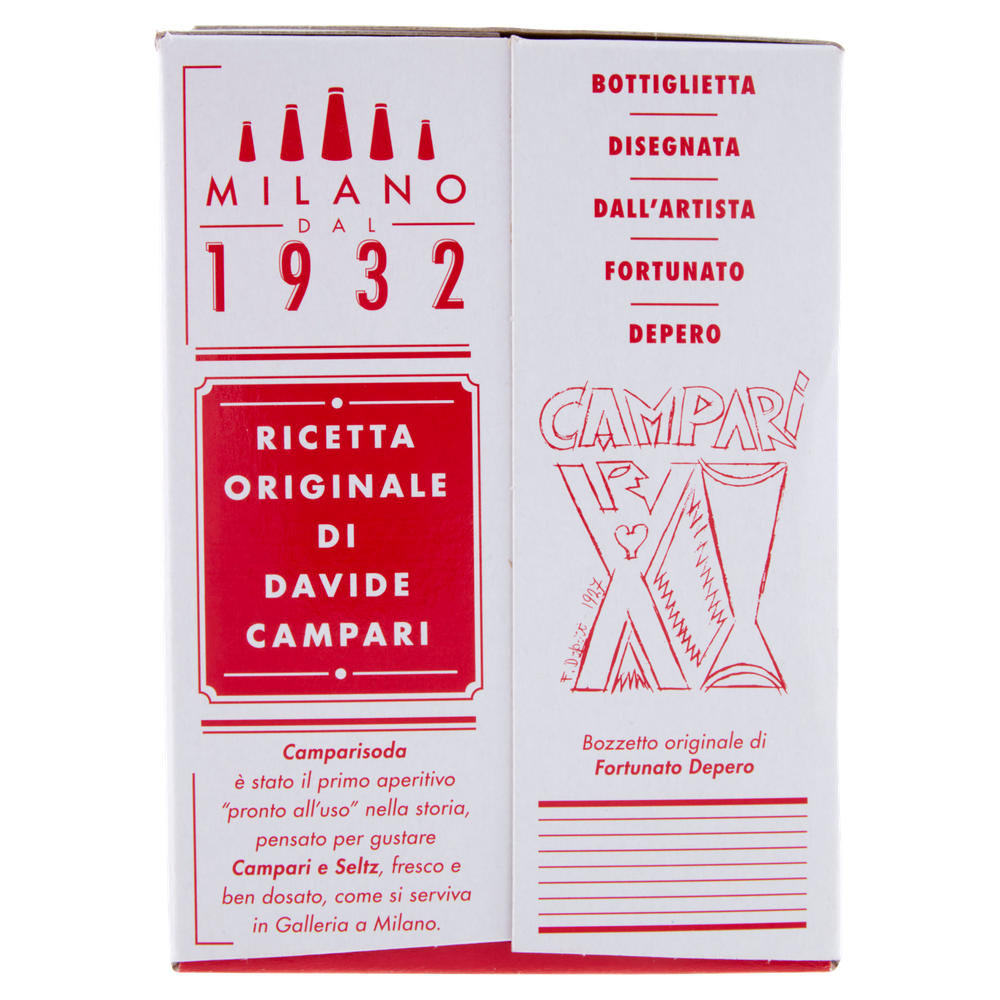 MILANO
DAL
1932
RICETTA
ORIGINALE
DI
DAVIDE
CAMPARI
Camparisoda
è stato il primo aperitivo
“pronto all’uso” nella storia,
pensato per gustare
Campari e Seltz, fresco e
ben dosato, come si serviva
in Galleria a Milano.
BOTTIGLIETTA
DISEGNATA
DALL’ARTISTA
FORTUNATO
DEPERO
CAMPARI
F. Depero 1927
Bozzetto originale di
Fortunato Depero